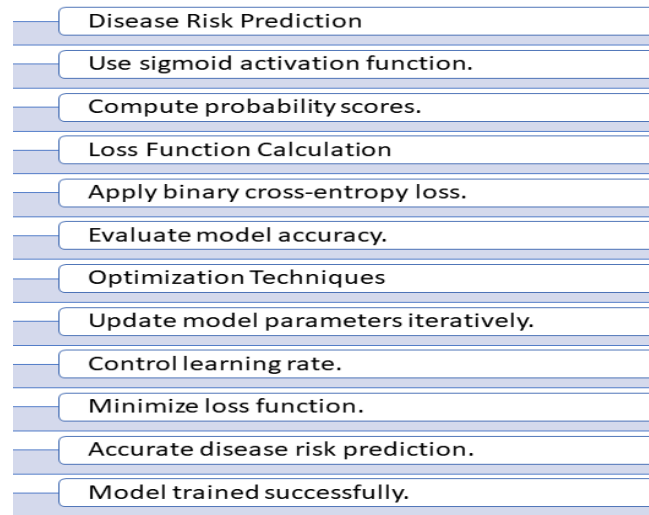 Disease Risk Prediction
Use sigmoid activation function.
Compute probability scores.
Loss Function Calculation
Apply binary cross-entropy loss.
Evaluate model accuracy.
Optimization Techniques
Update model parameters iteratively.
Control learning rate.
Minimize loss function.
Accurate disease risk prediction.
Model trained successfully.